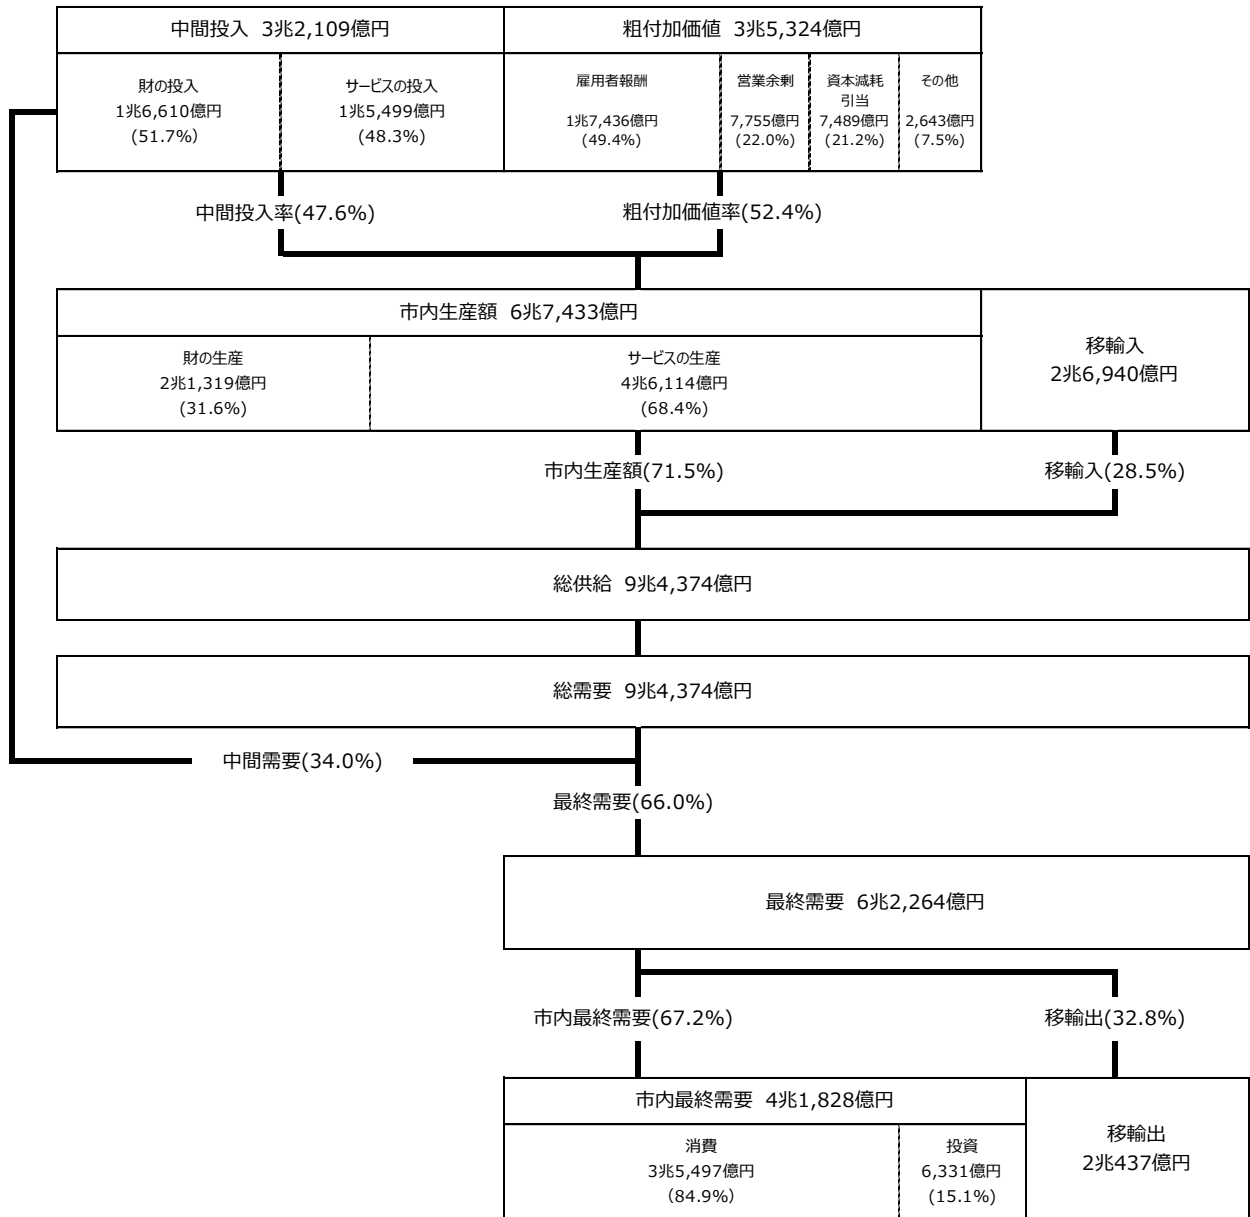 中間投入 3兆2,109億円
粗付加価値 3兆5,324億円
財の投入
1兆6,610億円
(51.7%)
サービスの投入
1兆5,499億円
(48.3%)
雇用者報酬
1兆7,436億円
(49.4%)
営業余剰
7,755億円
(22.0%)
資本減耗
引当
7,489億円
(21.2%)
その他
2,643億円
(7.5%)
中間投入率(47.6%)
粗付加価値率(52.4%)
市内生産額 6兆7,433億円
財の生産
2兆1,319億円
(31.6%)
サービスの生産
4兆6,114億円
(68.4%)
移輸入
2兆6,940億円
市内生産額(71.5%)
移輸入(28.5%)
総供給 9兆4,374億円
総需要 9兆4,374億円
中間需要(34.0%)
最終需要(66.0%)
最終需要 6兆2,264億円
市内最終需要(67.2%)
移輸出(32.8%)
市内最終需要 4兆1,828億円
消費
3兆5,497億円
(84.9%)
投資
6,331億円
(15.1%)
移輸出
2兆437億円